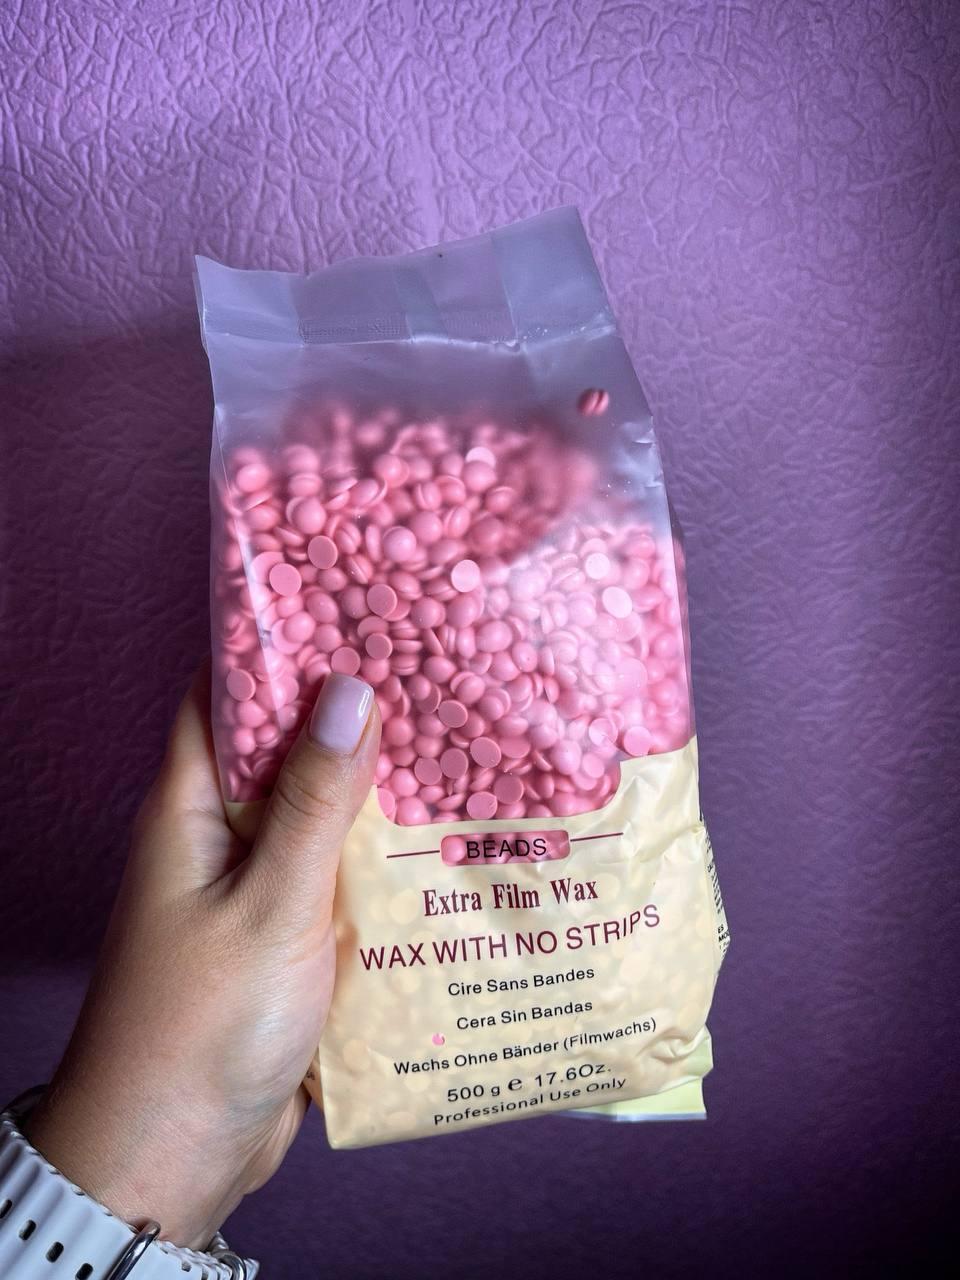 BEADS
Extra Film Wax
WAX WITH NO STRIPS
Cire Sans Bandes
Cera Sin Bandas
Wachs Ohne Bänder (Filmwachs)
500 g e 17.6Oz.
Professional Use Only